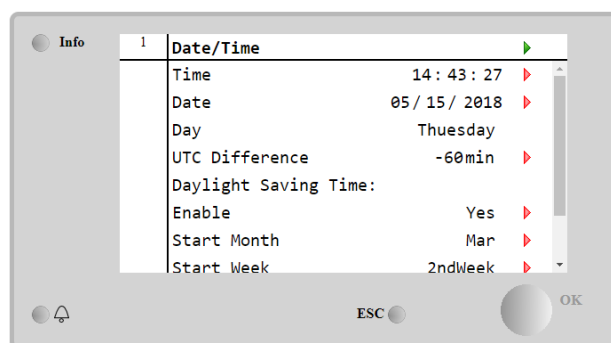 Info
1 Date/Time
Time 14:43:27
Date 05/15/2018
Day Thuesday
UTC Difference -60min
Daylight Saving Time:
Enable Yes
Start Month Mar
Start Week 2ndWeek
ESC
OK